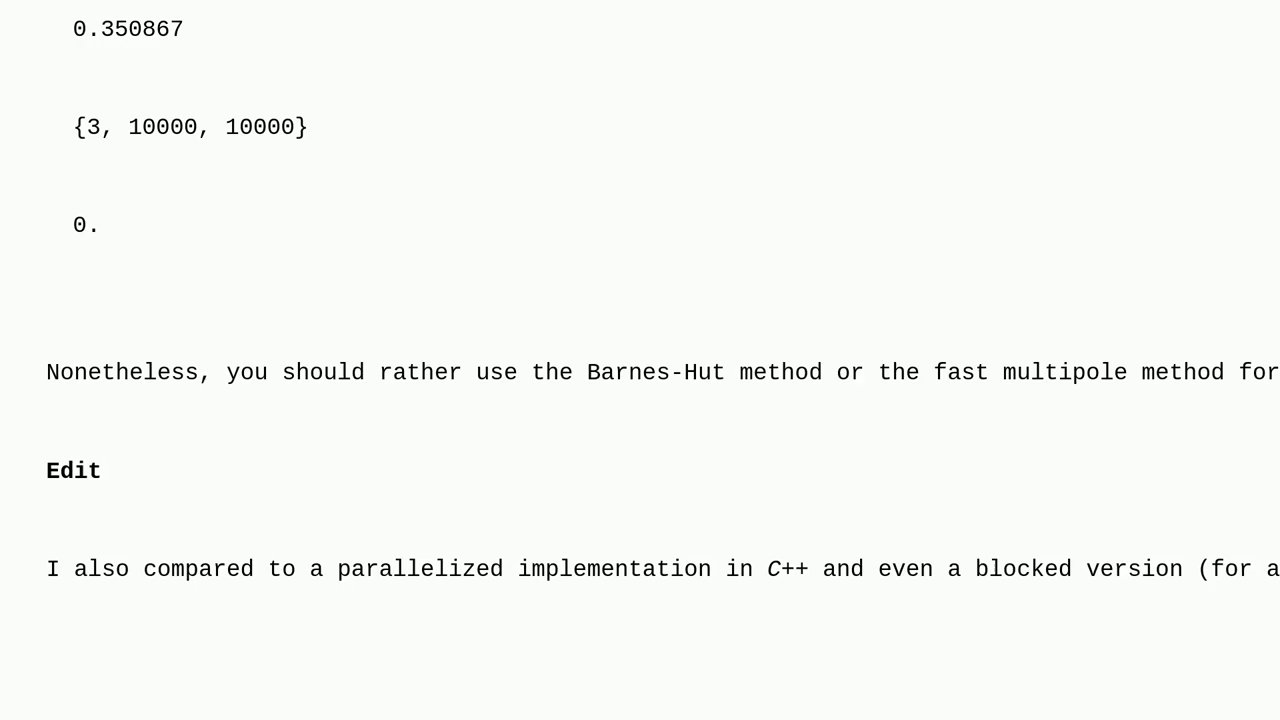 0.350867
{3, 10000, 10000}
0.
Nonetheless, you should rather use the Barnes-Hut method or the fast multipole method for
Edit
I also compared to a parallelized implementation in C++ and even a blocked version (for a